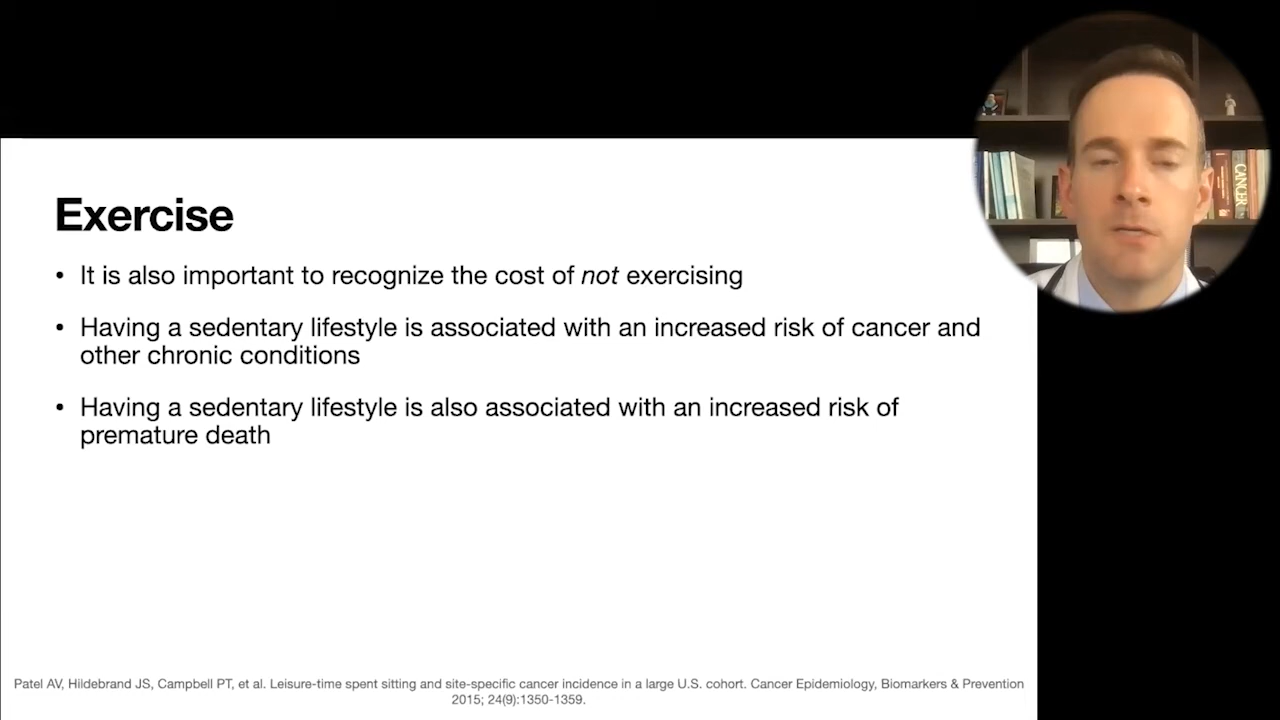 Exercise
• It is also important to recognize the cost of not exercising
• Having a sedentary lifestyle is associated with an increased risk of cancer and
other chronic conditions
• Having a sedentary lifestyle is also associated with an increased risk of
premature death
Patel AV, Hildebrand JS, Campbell PT, et al. Leisure-time spent sitting and site-specific cancer incidence in a large U.S. cohort. Cancer Epidemiology, Biomarkers & Prevention
2015; 24(9):1350-1359.
CANCER